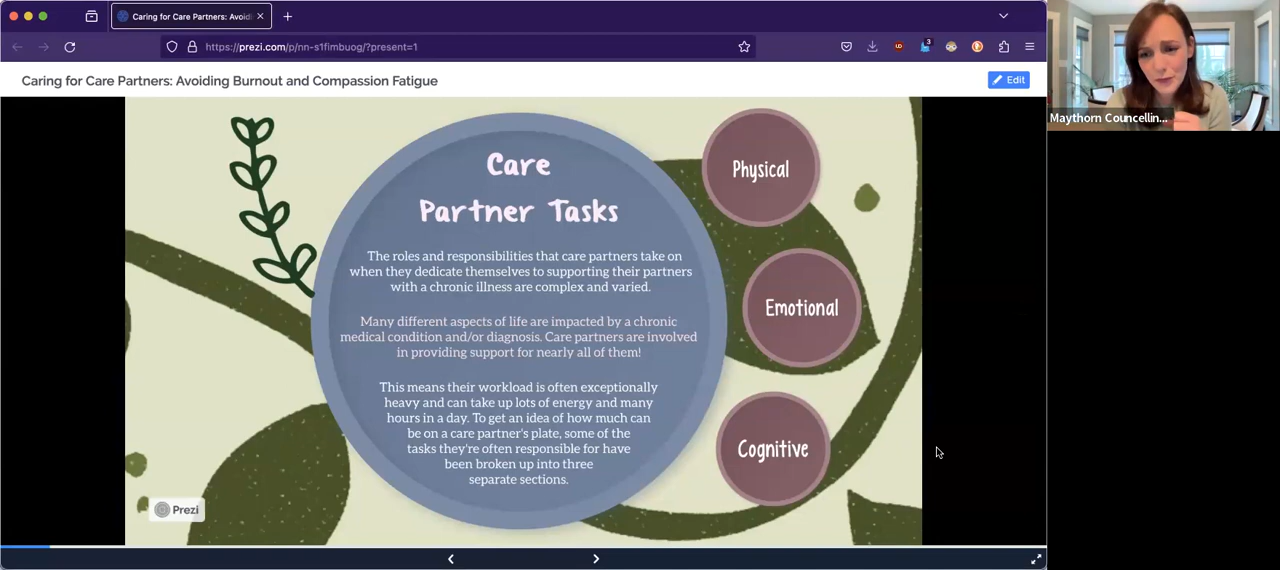 Caring for Care Partners: Avoidi
https://prezi.com/p/nn-s1fimbuog/?present=1
3
Caring for Care Partners: Avoiding Burnout and Compassion Fatigue
Edit
Maythorn Councellin...
Care
Partner Tasks
The roles and responsibilities that care partners take on
when they dedicate themselves to supporting their partners
with a chronic illness are complex and varied.
Many different aspects of life are impacted by a chronic
medical condition and/or diagnosis. Care partners are involved
in providing support for nearly all of them!
This means their workload is often exceptionally
heavy and can take up lots of energy and many
hours in a day. To get an idea of how much can
be on a care partner's plate, some of the
tasks they're often responsible for have
been broken up into three
separate sections.
Physical
Emotional
Cognitive
Prezi